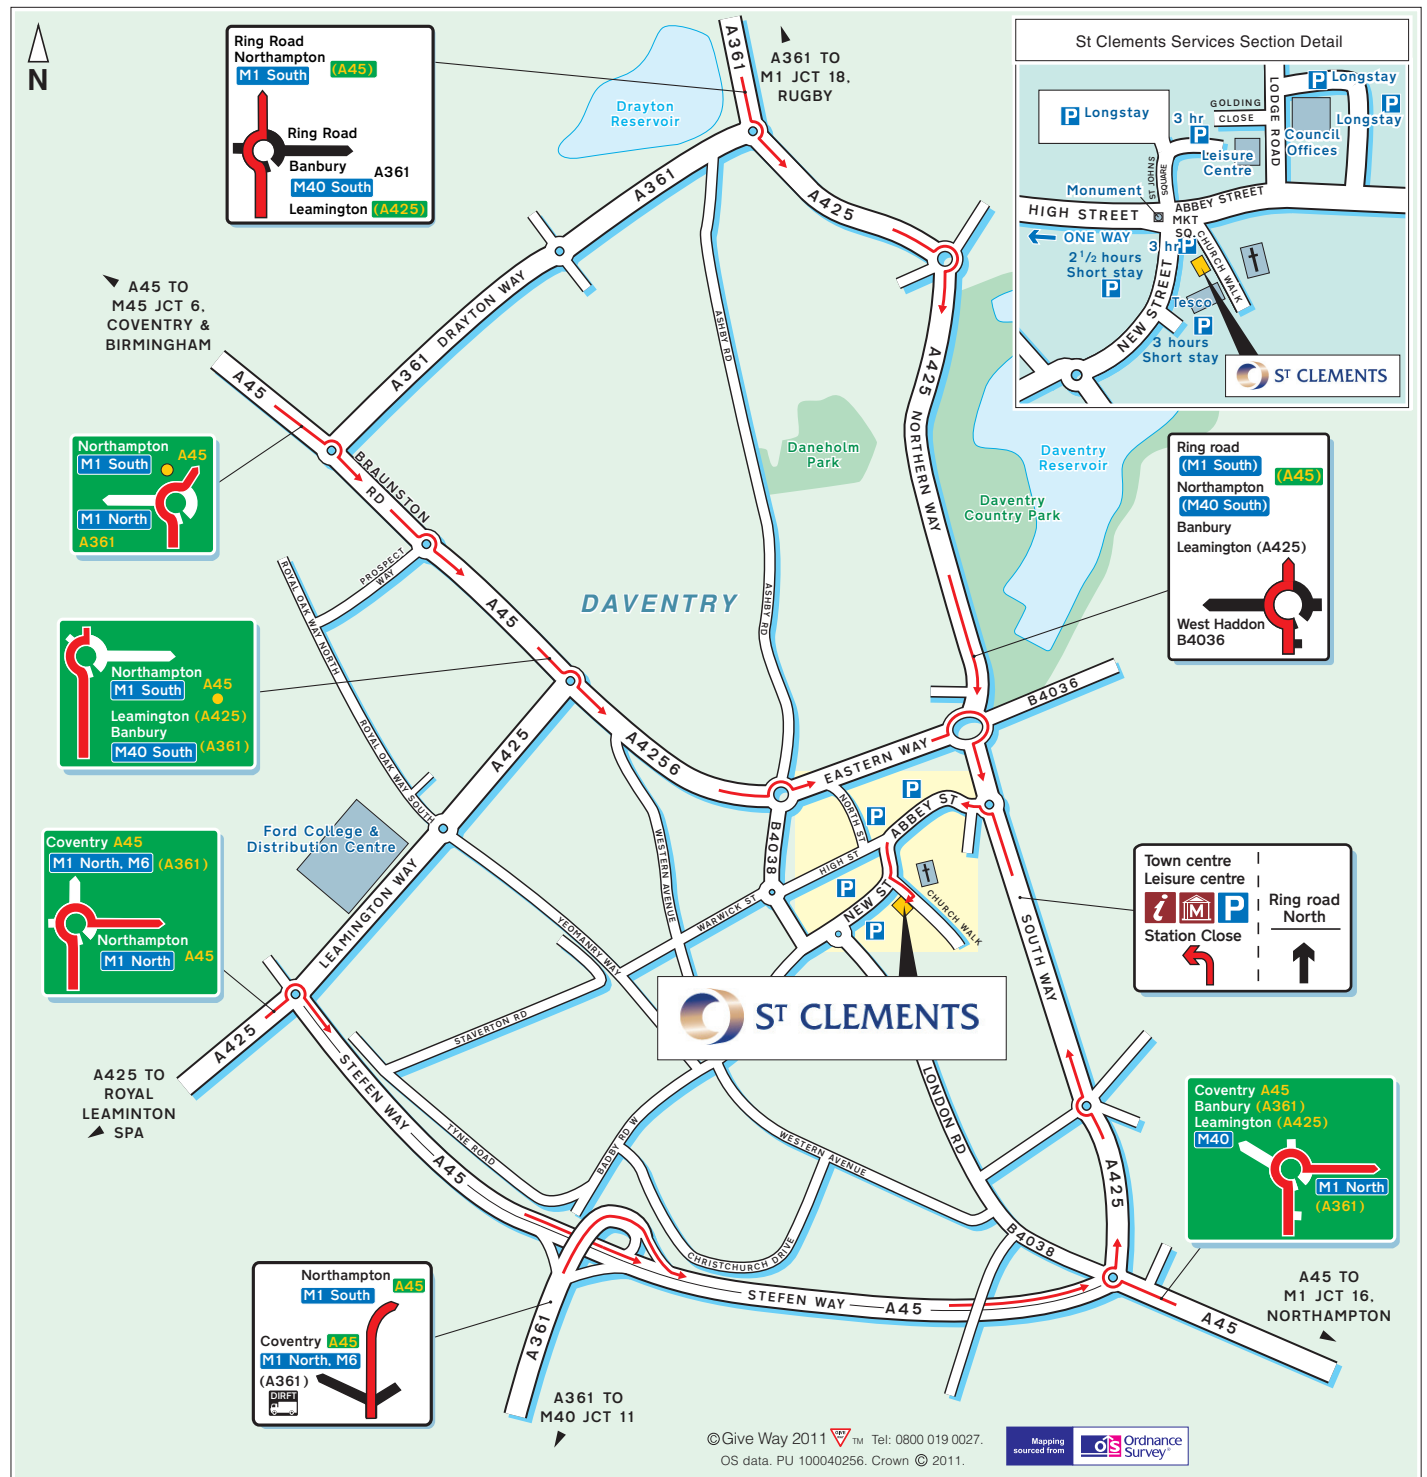 N
Ring Road
Northampton
M1 South (A45)
Ring Road
Banbury
A361
M40 South
Leamington (A425)
A361
A361 TO
M1 JCT 18,
RUGBY
Drayton
Reservoir
A361
A425
A361 DRAYTON WAY
ASHBY RD
ASHBY RD
A45 TO
M45 JCT 6,
COVENTRY &
BIRMINGHAM
A45
St Clements Services Section Detail
P Longstay
P Longstay
P
Longstay
GOLDING
CLOSE
LODGE ROAD
3 hr
P
Council
Offices
Leisure
Centre
ST JOHNS
SQUARE
Monument
HIGH STREET
ABBEY STREET
MKT
SQ.
ONE WAY
3 hr P
CHURCH WALK
2 1/2 hours
Short stay
P
NEW STREET
Tesco
P
3 hours
Short stay
ST CLEMENTS
Northampton
M1 South
A45
M1 North
A361
BRAUNSTON
RD
PROSPECT
WAY
ROYAL OAK WAY NORTH
ROYAL OAK WAY SOUTH
A45
Daneholm
Park
DAVENTRY
A425
NORTHERN WAY
Daventry
Reservoir
Daventry
Country Park
Ring road
(M1 South)
(A45)
Northampton
(M40 South)
Banbury
Leamington (A425)
West Haddon
B4036
Northampton
M1 South
A45
Leamington (A425)
Banbury
M40 South (A361)
A425
A4256
EASTERN WAY
B4036
Ford College &
Distribution Centre
LEAMINGTON WAY
WESTERN AVENUE
B4038
NORTH ST
P
P
ABBEY ST
HIGH ST
P
NEW ST
P
CHURCH WALK
WARWICK ST
YEOMANRY WAY
STAVERTON RD
SOUTH WAY
Coventry A45
M1 North, M6 (A361)
Northampton
M1 North
A45
Town centre
Leisure centre
i M P
Station Close
Ring road
North
ST CLEMENTS
A425
A425 TO
ROYAL
LEAMINTON
SPA
STEFEN WAY
A45
TYNE ROAD
BADBY RD W
WESTERN AVENUE
LONDON RD
CHRISTCHURCH DRIVE
B4038
A425
Coventry A45
Banbury (A361)
Leamington (A425)
M40
M1 North
(A361)
STEFEN WAY
A45
A45
A45 TO
M1 JCT 16,
NORTHAMPTON
Northampton
M1 South
A45
Coventry A45
M1 North, M6
(A361)
DIRFT
A361
A361 TO
M40 JCT 11
© Give Way 2011 GIVE WAY TM Tel: 0800 019 0027.
OS data. PU 100040256. Crown © 2011.
Mapping
sourced from
OS Ordnance
Survey®